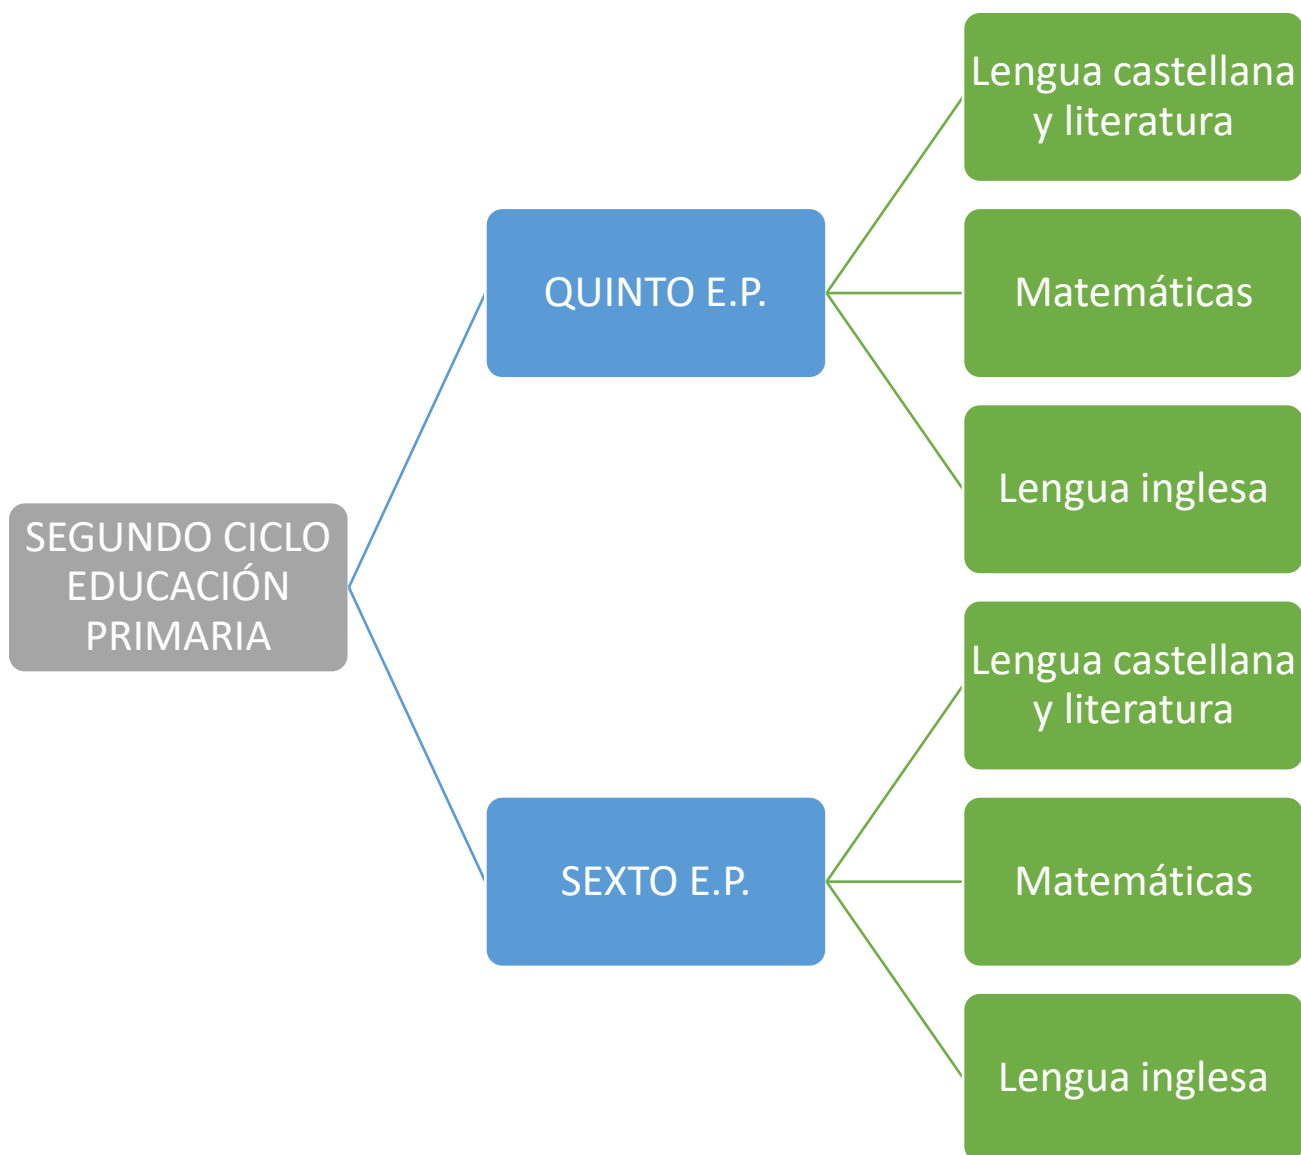 SEGUNDO CICLO
EDUCACIÓN
PRIMARIA
QUINTO E.P.
Lengua castellana
y literatura
Matemáticas
Lengua inglesa
SEXTO E.P.
Lengua castellana
y literatura
Matemáticas
Lengua inglesa